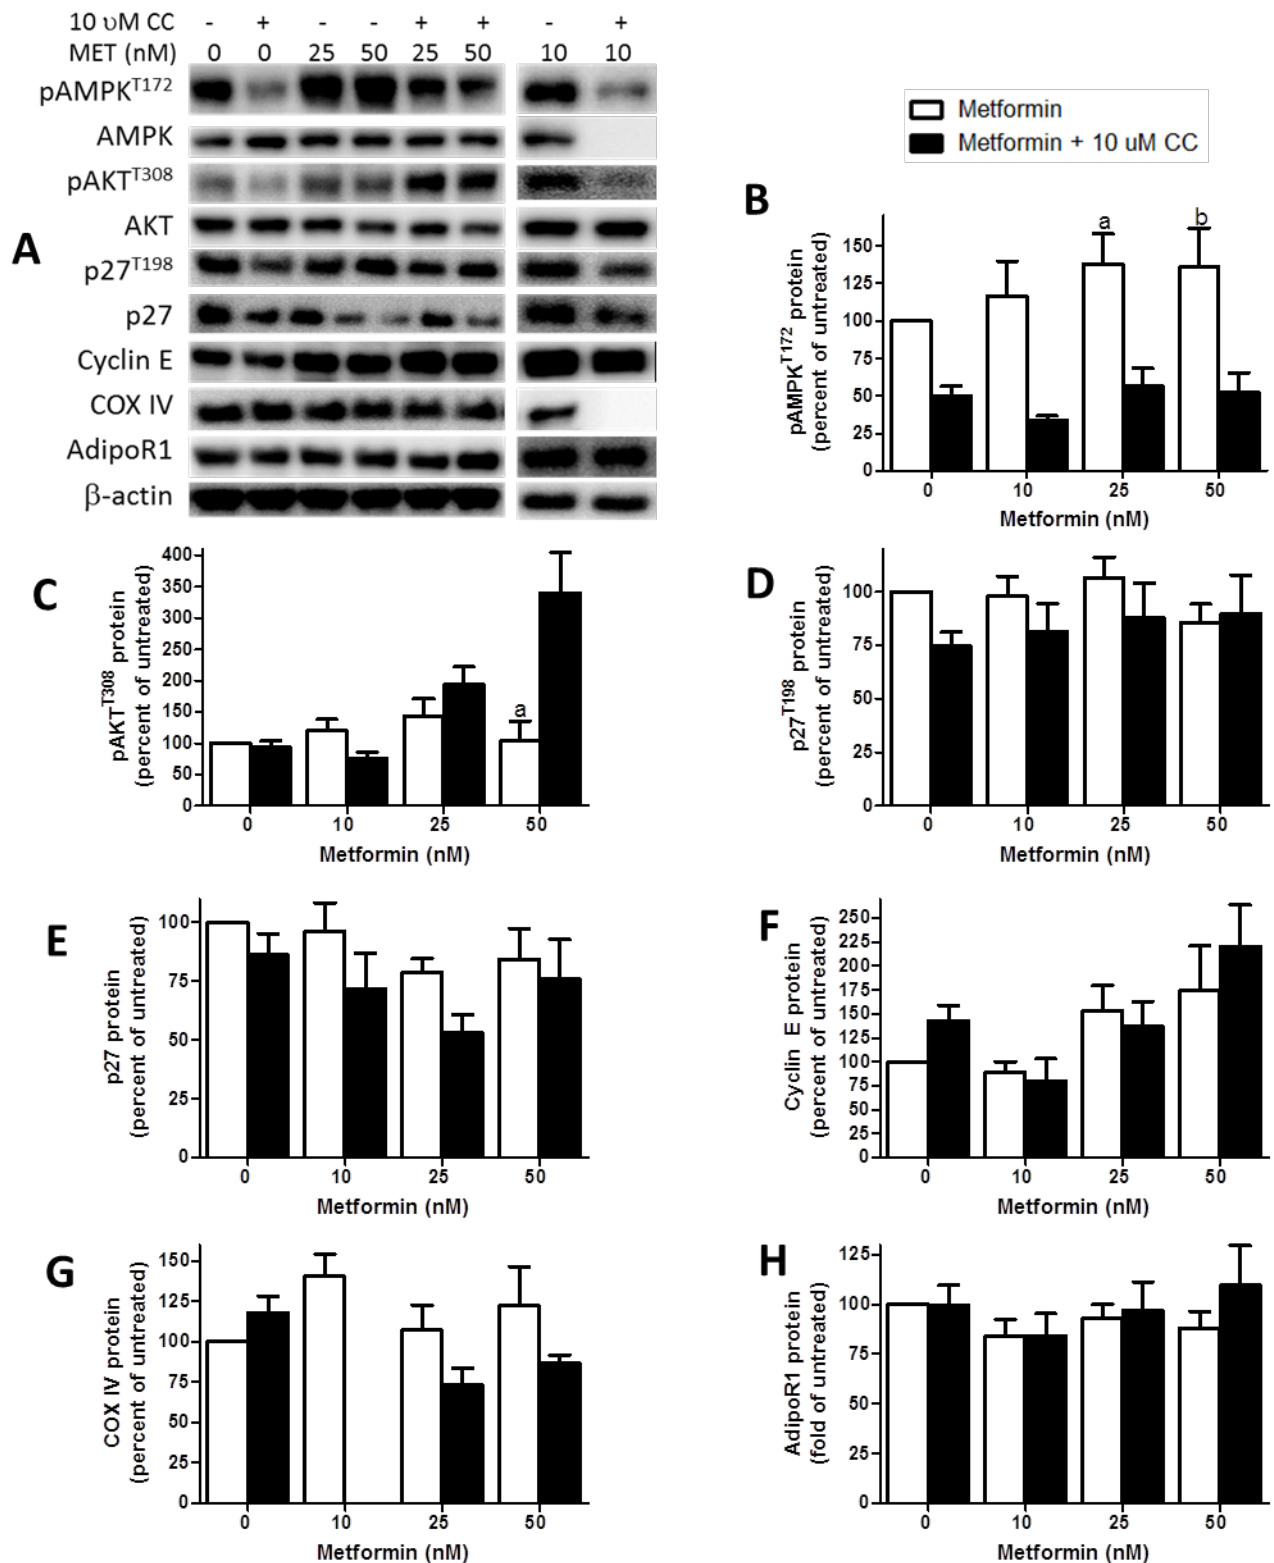 10 υM CC - + - - + + - +
MET (nM) 0 0 25 50 25 50 10 10
pAMPK^T172
AMPK
pAKT^T308
AKT
p27^T198
p27
Cyclin E
COX IV
AdipoR1
β-actin
A
Metformin
Metformin + 10 uM CC
B
pAMPK^T172 protein
(percent of untreated)
150
125
100
75
50
25
0
a
b
0 10 25 50
Metformin (nM)
C
pAKT^T308 protein
(percent of untreated)
400
350
300
250
200
150
100
50
0
a
0 10 25 50
Metformin (nM)
D
p27^T198 protein
(percent of untreated)
100
75
50
25
0
0 10 25 50
Metformin (nM)
E
p27 protein
(percent of untreated)
100
75
50
25
0
0 10 25 50
Metformin (nM)
F
Cyclin E protein
(percent of untreated)
250
225
200
175
150
125
100
75
50
25
0
0 10 25 50
Metformin (nM)
G
COX IV protein
(percent of untreated)
150
125
100
75
50
25
0
0 10 25 50
Metformin (nM)
H
AdipoR1 protein
(fold of untreated)
125
100
75
50
25
0
0 10 25 50
Metformin (nM)